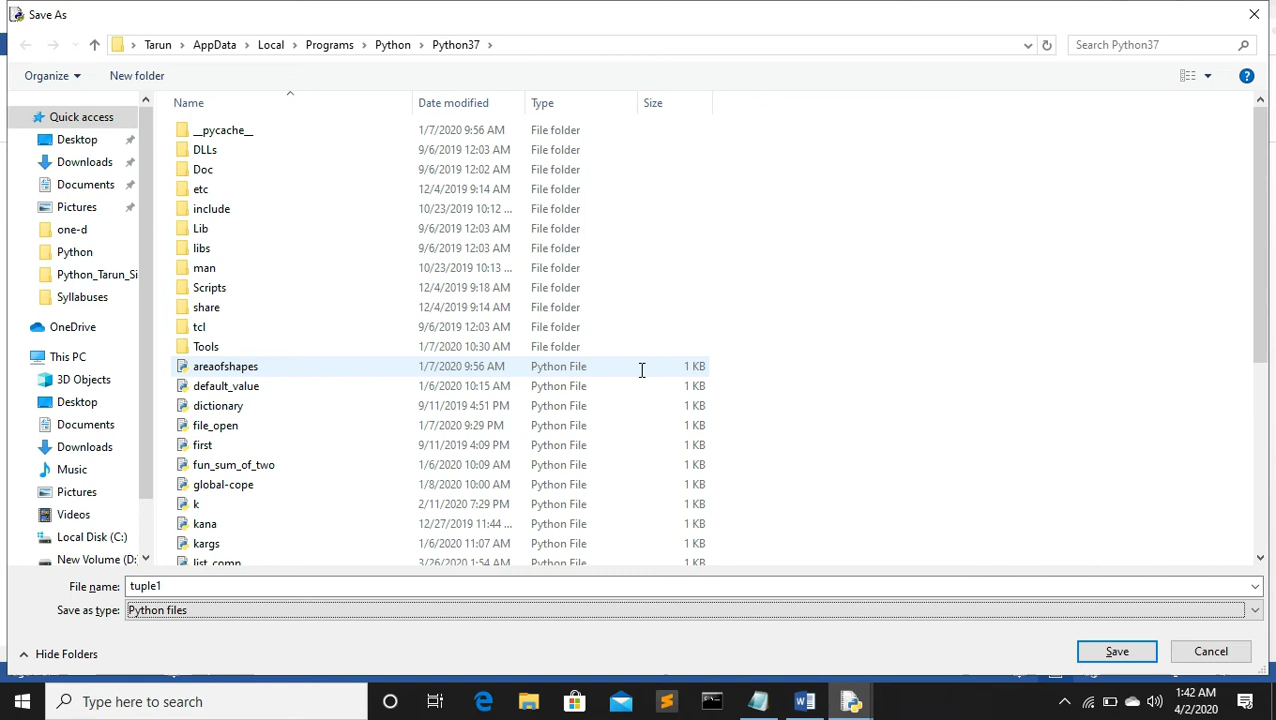 Save As
Tarun > AppData > Local > Programs > Python > Python37 >
Search Python37
Organize New folder
Name Date modified Type Size
Quick access
Desktop
Downloads
Documents
Pictures
one-d
Python
Python_Tarun_Si
Syllabuses
OneDrive
This PC
3D Objects
Desktop
Documents
Downloads
Music
Pictures
Videos
Local Disk (C:)
New Volume (D:
__pycache__ 1/7/2020 9:56 AM File folder
DLLs 9/6/2019 12:03 AM File folder
Doc 9/6/2019 12:02 AM File folder
etc 12/4/2019 9:14 AM File folder
include 10/23/2019 10:12 ... File folder
Lib 9/6/2019 12:03 AM File folder
libs 9/6/2019 12:03 AM File folder
man 10/23/2019 10:13 ... File folder
Scripts 12/4/2019 9:18 AM File folder
share 12/4/2019 9:14 AM File folder
tcl 9/6/2019 12:03 AM File folder
Tools 1/7/2020 10:30 AM File folder
areaofshapes 1/7/2020 9:56 AM Python File 1 KB
default_value 1/6/2020 10:15 AM Python File 1 KB
dictionary 9/11/2019 4:51 PM Python File 1 KB
file_open 1/7/2020 9:29 PM Python File 1 KB
first 9/11/2019 4:09 PM Python File 1 KB
fun_sum_of_two 1/6/2020 10:09 AM Python File 1 KB
global-cope 1/8/2020 10:00 AM Python File 1 KB
k 2/11/2020 7:29 PM Python File 1 KB
kana 12/27/2019 11:44 ... Python File 1 KB
kargs 1/6/2020 11:07 AM Python File 1 KB
list_comp 3/26/2020 1:54 AM Python File 1 KB
File name: tuple1
Save as type: Python files
Hide Folders
Save Cancel
Type here to search
1:42 AM
4/2/2020